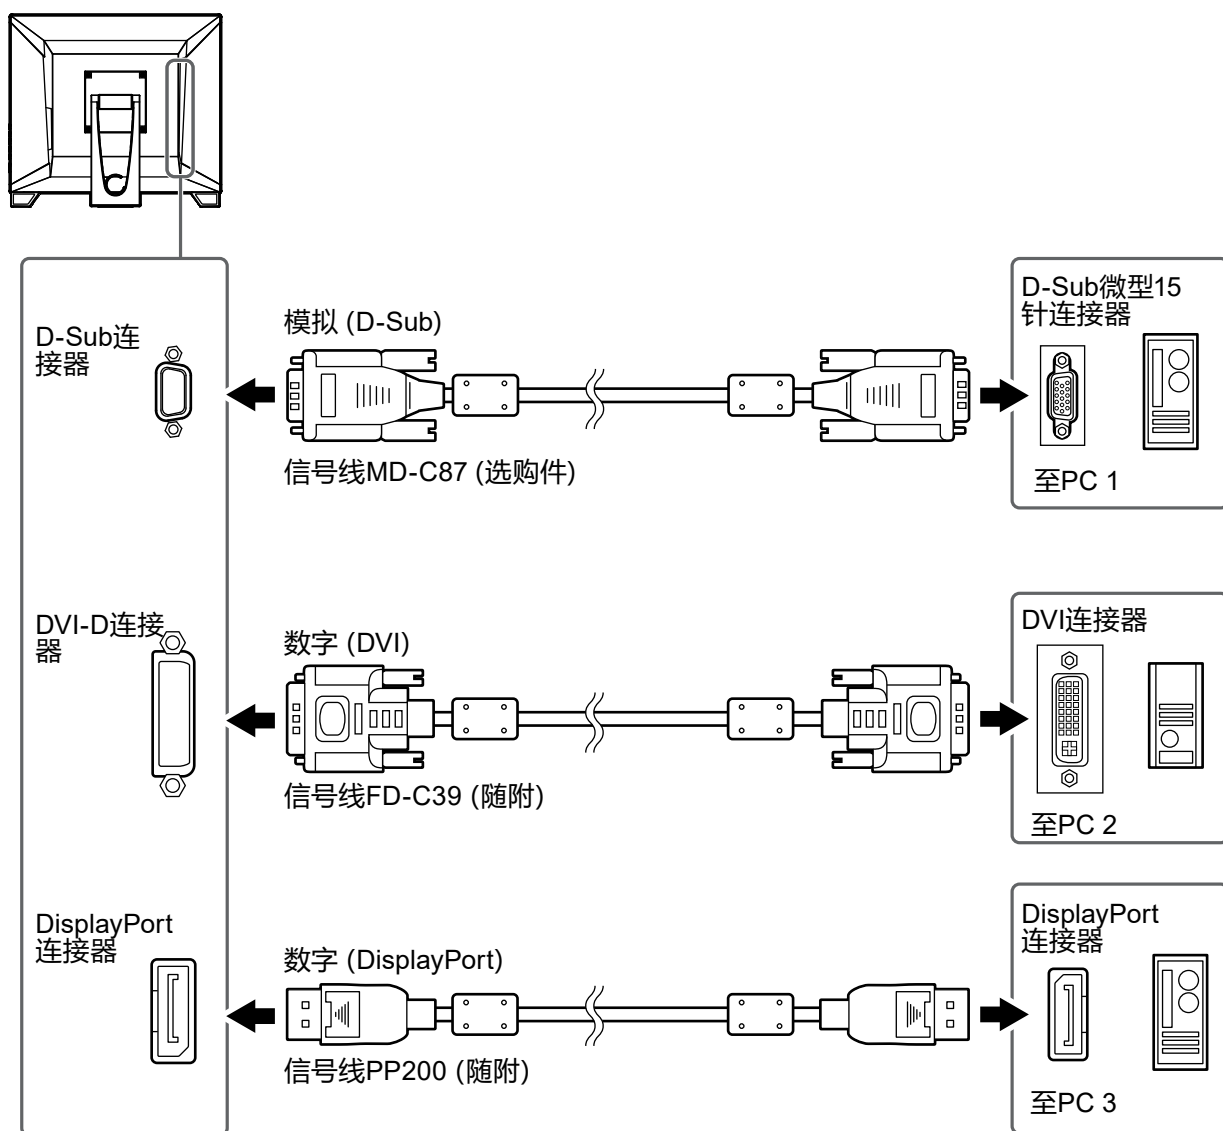 D-Sub连
接器
模拟 (D-Sub)
信号线MD-C87 (选购件)
D-Sub微型15
针连接器
至PC 1
DVI-D连接
器
数字 (DVI)
信号线FD-C39 (随附)
DVI连接器
至PC 2
DisplayPort
连接器
数字 (DisplayPort)
信号线PP200 (随附)
DisplayPort
连接器
至PC 3